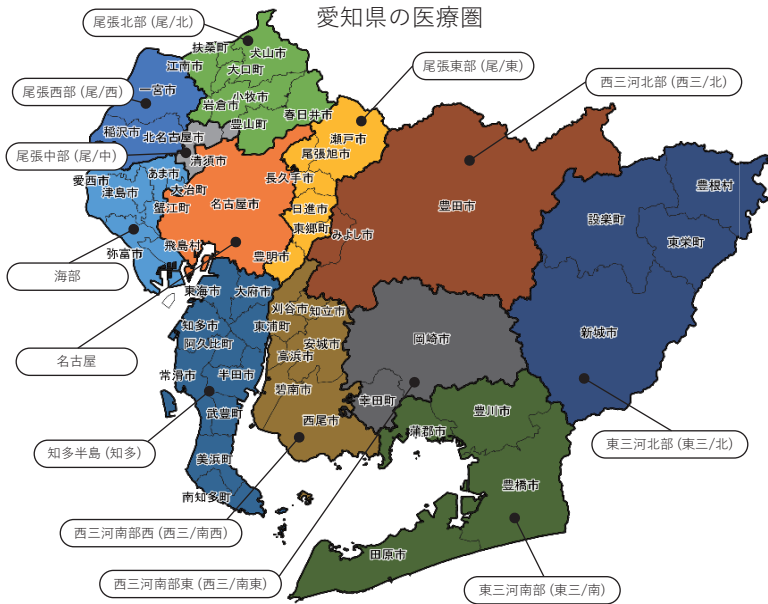 愛知県の医療圏
尾張北部 (尾/北)
扶桑町
犬山市
江南市
大口町
尾張東部 (尾/東)
西三河北部 (西三/北)
尾張西部 (尾/西)
一宮市
小牧市
岩倉市
春日井市
豊山町
稲沢市
北名古屋市
瀬戸市
尾張旭市
尾張中部 (尾/中)
清須市
あま市
長久手市
愛西市
津島市
大治町
蟹江町
名古屋市
日進市
東郷町
みよし市
豊田市
豊根村
設楽町
東栄町
飛島村
弥富市
豊明市
海部
東海市
大府市
知多市
東浦町
刈谷市
知立市
阿久比町
安城市
高浜市
岡崎市
新城市
名古屋
常滑市
半田市
碧南市
幸田町
武豊町
西尾市
蒲郡市
豊川市
知多半島 (知多)
美浜町
南知多町
東三河北部 (東三/北)
豊橋市
西三河南部西 (西三/南西)
田原市
西三河南部東 (西三/南東)
東三河南部 (東三/南)